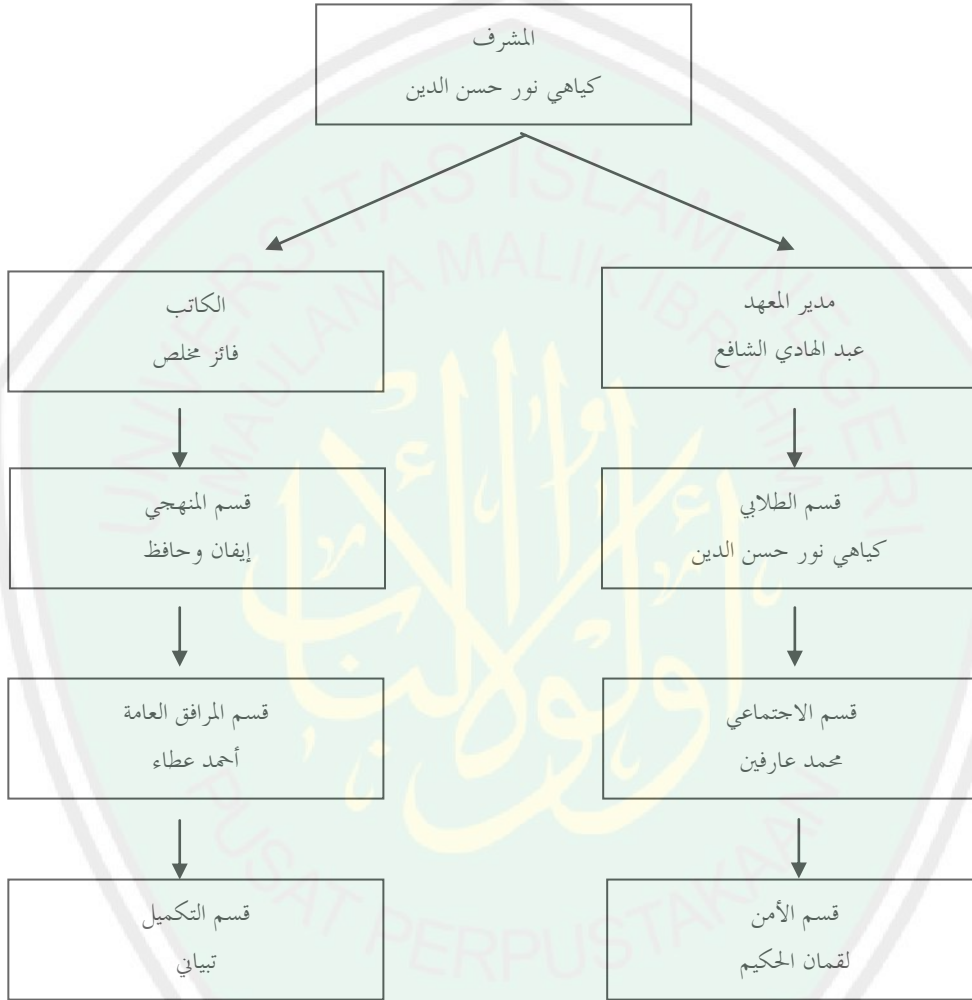 المشرف
كياهي نور حسن الدين
مدير المعهد
عبد الهادي الشافع
الكاتب
فائز مخلص
قسم الطلابي
كياهي نور حسن الدين
قسم المنهجي
إيفان وحافظ
قسم الاجتماعي
محمد عارفين
قسم المرافق العامة
أحمد عطاء
قسم الأمن
لقمان الحكيم
قسم التكميل
تبياني
UNIVERSITAS ISLAM NEGERI
MAULANA MALIK IBRAHIM
PUSAT PERPUSTAKAAN